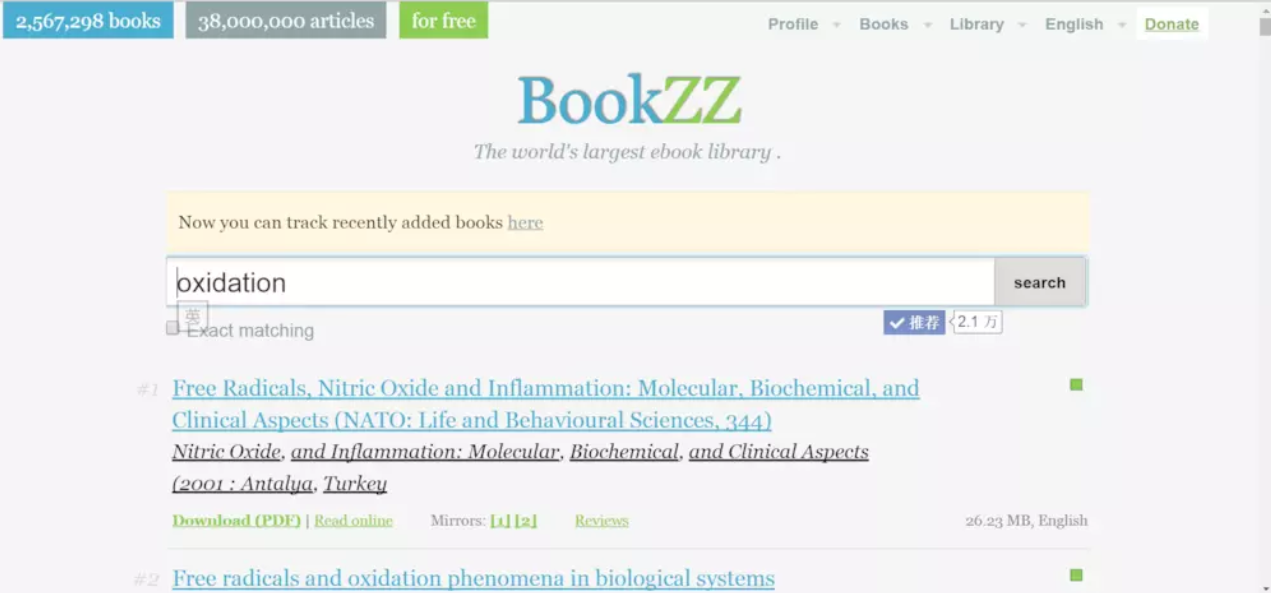 2,567,298 books 38,000,000 articles for free Profile Books Library English Donate
BookZZ
The world's largest ebook library .
Now you can track recently added books here
oxidation search
英
Exact matching 推荐 2.1 万
#1 Free Radicals, Nitric Oxide and Inflammation: Molecular, Biochemical, and
Clinical Aspects (NATO: Life and Behavioural Sciences, 344)
Nitric Oxide, and Inflammation: Molecular, Biochemical, and Clinical Aspects
(2001 : Antalya, Turkey
Download (PDF) | Read online Mirrors: [1] [2] Reviews 26.23 MB, English
#2 Free radicals and oxidation phenomena in biological systems